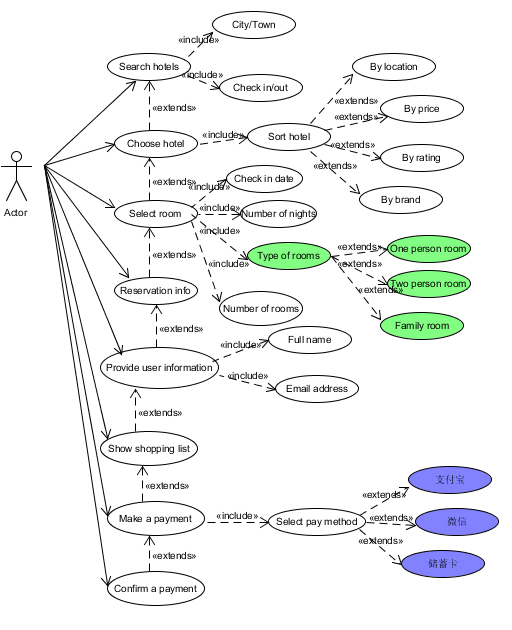 City/Town
«include»
Search hotels
By location
«include»
Check in/out
«extends»
«extends»
By price
«extends»
Choose hotel
«include»
Sort hotel
«extends»
By rating
«extends»
Actor
«extends»
Check in date
«include»
By brand
Select room
«include»
Number of nights
«include»
«extends»
One person room
Type of rooms
«extends»
«include»
«extends»
Two person room
Reservation info
«extends»
Number of rooms
Family room
«extends»
Full name
«include»
Provide user information
«include»
Email address
«extends»
Show shopping list
支付宝
«extends»
«extends»
Make a payment
«include»
Select pay method
«extends»
微信
«extends»
«extends»
储蓄卡
Confirm a payment